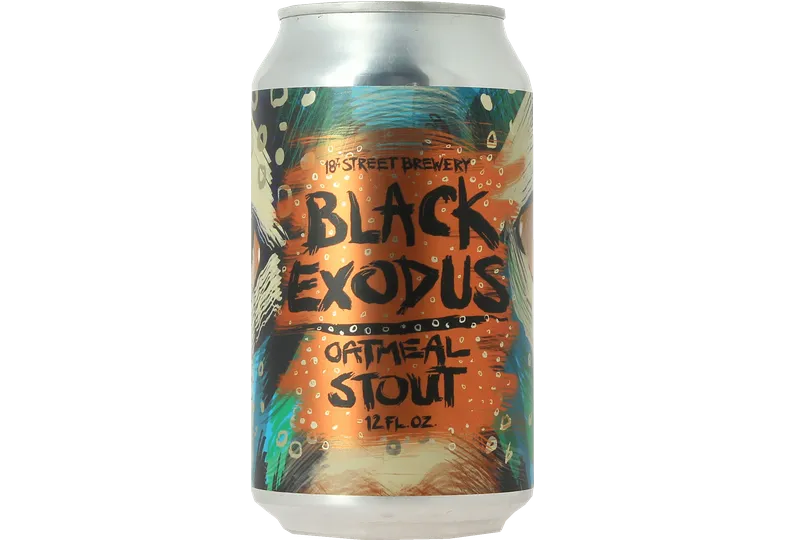 18th STREET BREWERY
BLACK
EXODUS
OATMEAL
STOUT
12 FL. OZ.